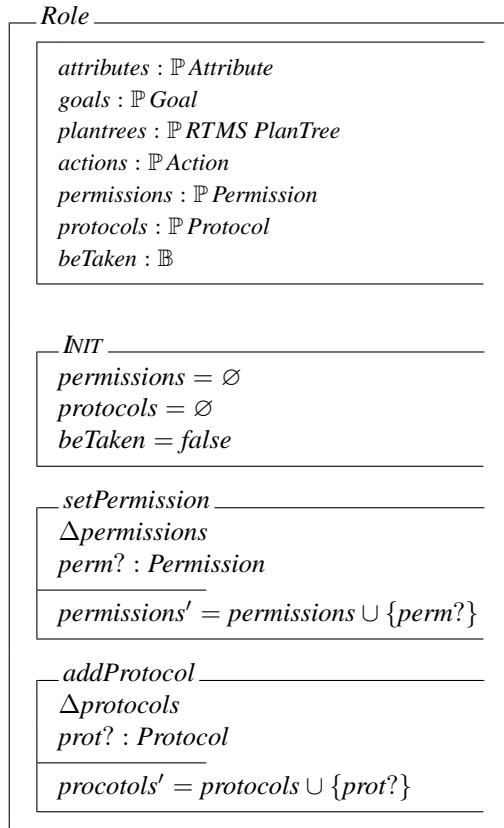 Role
attributes : ℙ Attribute
goals : ℙ Goal
plantrees : ℙ RTMS PlanTree
actions : ℙ Action
permissions : ℙ Permission
protocols : ℙ Protocol
beTaken : 𝔹
INIT
permissions = ∅
protocols = ∅
beTaken = false
setPermission
Δpermissions
perm? : Permission
permissions′ = permissions ∪ {perm?}
addProtocol
Δprotocols
prot? : Protocol
procotols′ = protocols ∪ {prot?}